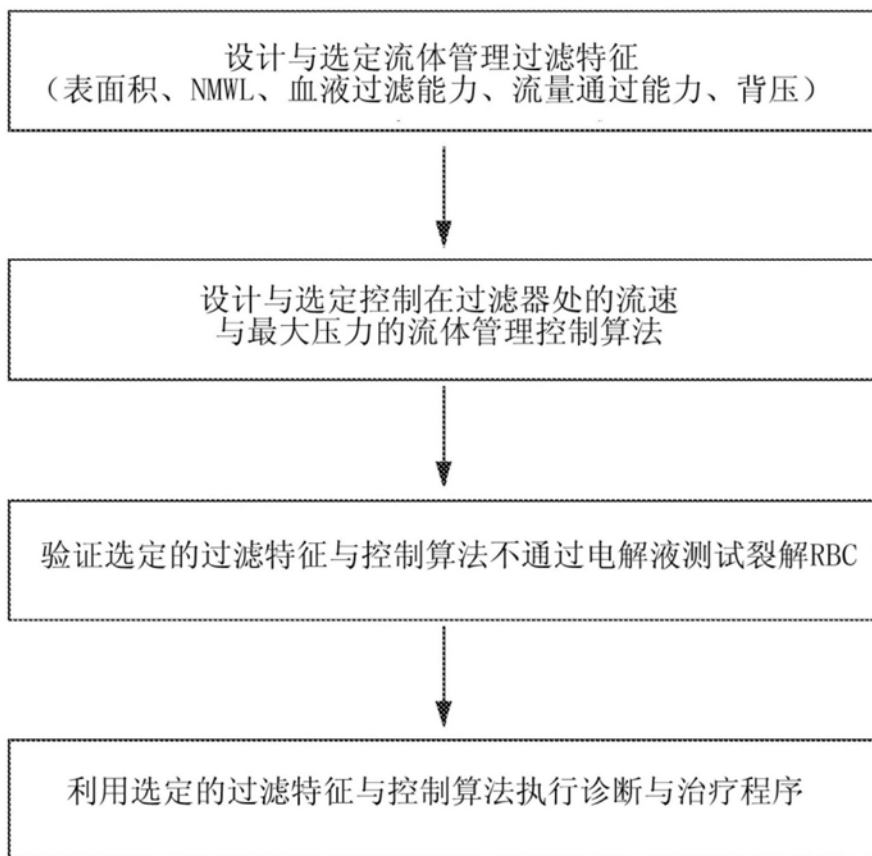 设计与选定流体管理过滤特征
（表面积、NMWL、血液过滤能力、流量通过能力、背压）
设计与选定控制在过滤器处的流速
与最大压力的流体管理控制算法
验证选定的过滤特征与控制算法不通过电解液测试裂解RBC
利用选定的过滤特征与控制算法执行诊断与治疗程序